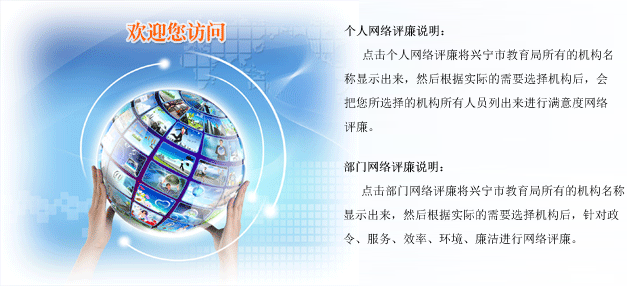 欢迎您访问
个人网络评廉说明：
点击个人网络评廉将兴宁市教育局所有的机构名
称显示出来，然后根据实际的需要选择机构后，会
把您所选择的机构所有人员列出来进行满意度网络
评廉。
部门网络评廉说明：
点击部门网络评廉将兴宁市教育局所有的机构名称
显示出来，然后根据实际的需要选择机构后，针对政
令、服务、效率、环境、廉洁进行网络评廉。